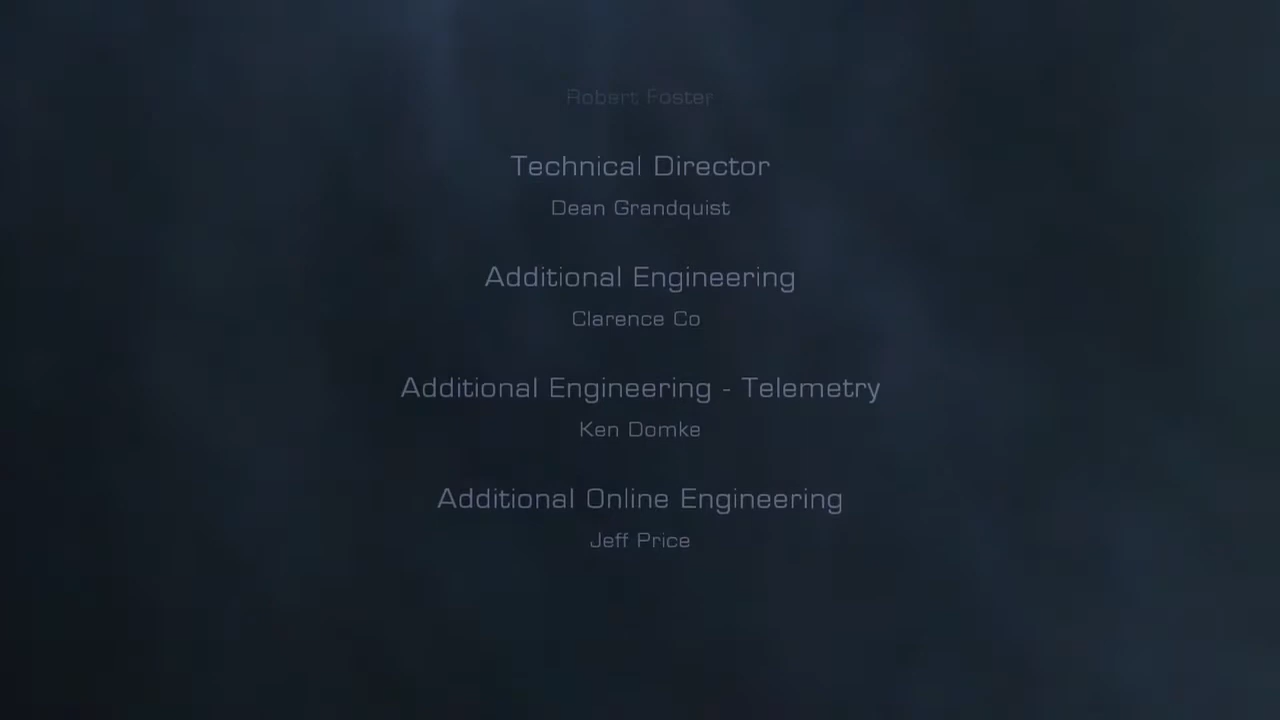 Robert Foster
Technical Director
Dean Grandquist
Additional Engineering
Clarence Co
Additional Engineering - Telemetry
Ken Domke
Additional Online Engineering
Jeff Price